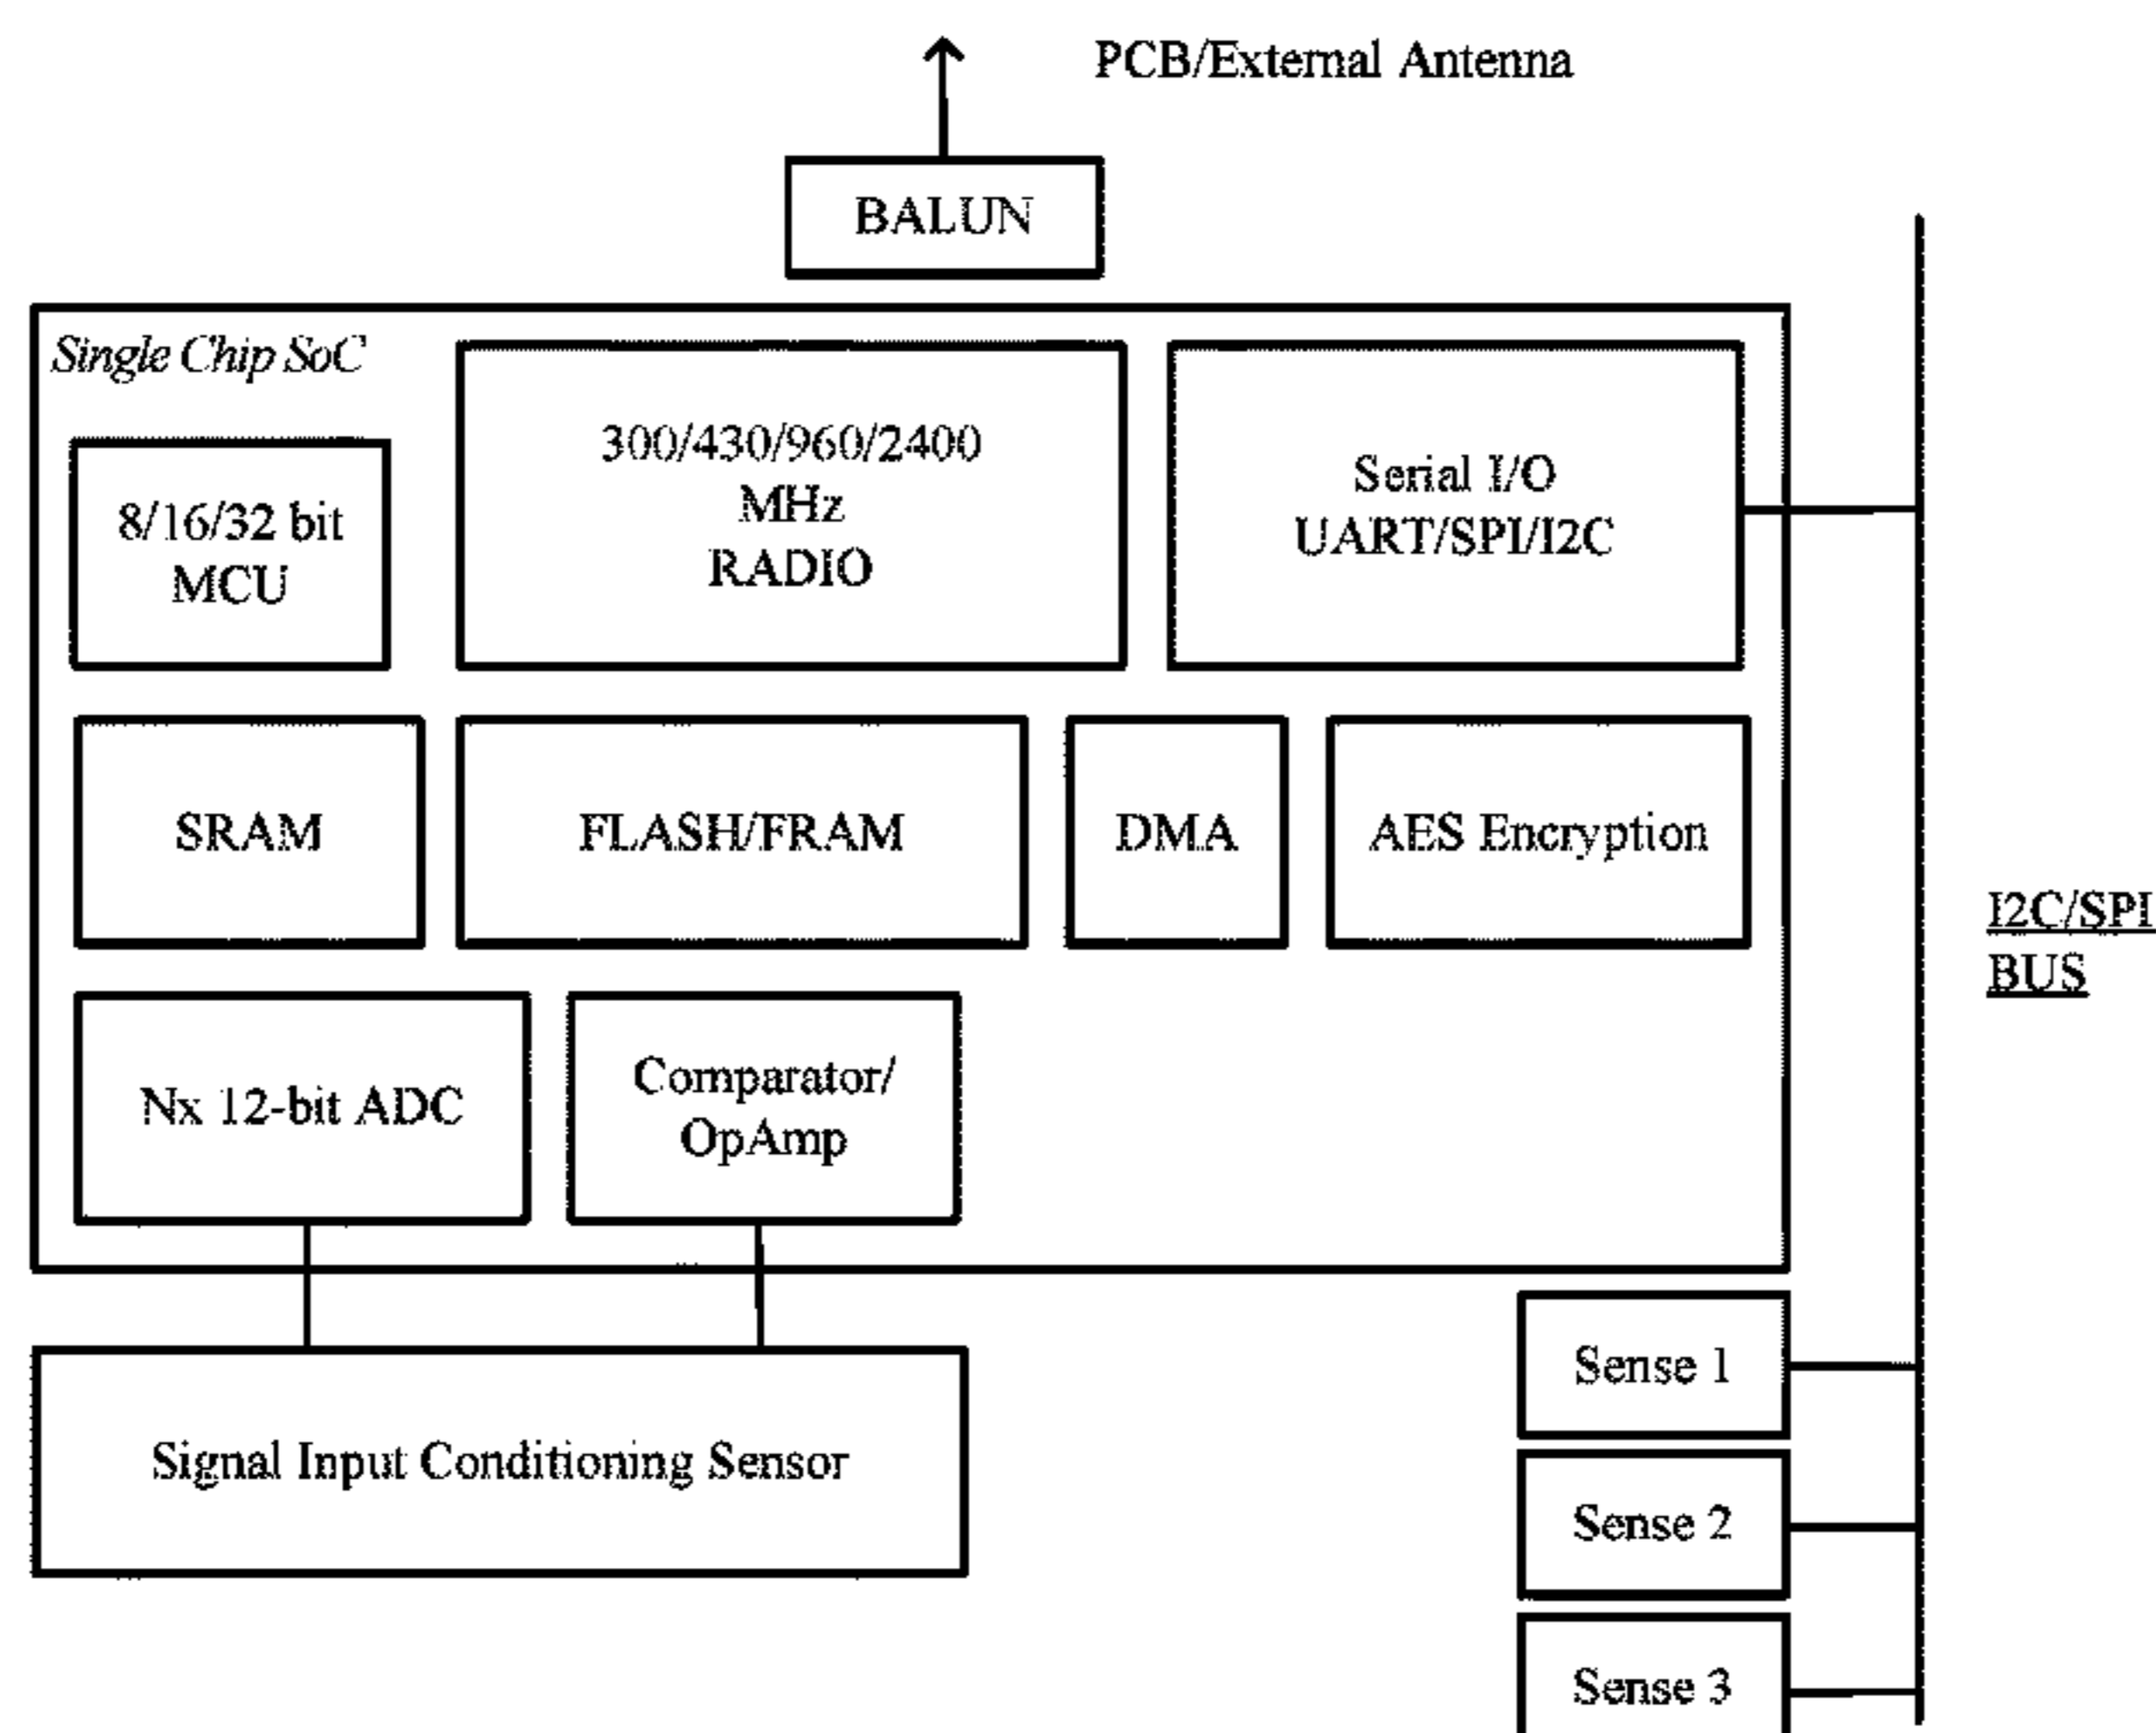 PCB/External Antenna
BALUN
Single Chip SoC
300/430/960/2400
MHz
RADIO
Serial I/O
UART/SPI/I2C
8/16/32 bit
MCU
SRAM
FLASH/FRAM
DMA
AES Encryption
I2C/SPI
BUS
Nx 12-bit ADC
Comparator/
OpAmp
Signal Input Conditioning Sensor
Sense 1
Sense 2
Sense 3